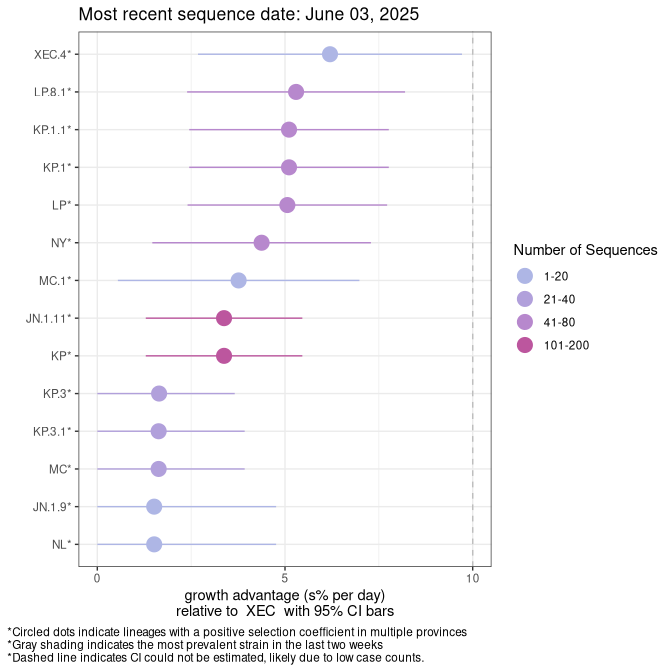 Most recent sequence date: June 03, 2025
XEC.4*
LP.8.1*
KP.1.1*
KP.1*
LP*
NY*
MC.1*
JN.1.11*
KP*
KP.3*
KP.3.1*
MC*
JN.1.9*
NL*
0 5 10
growth advantage (s% per day)
relative to XEC with 95% CI bars
Number of Sequences
1-20
21-40
41-80
101-200
*Circled dots indicate lineages with a positive selection coefficient in multiple provinces
*Gray shading indicates the most prevalent strain in the last two weeks
*Dashed line indicates CI could not be estimated, likely due to low case counts.